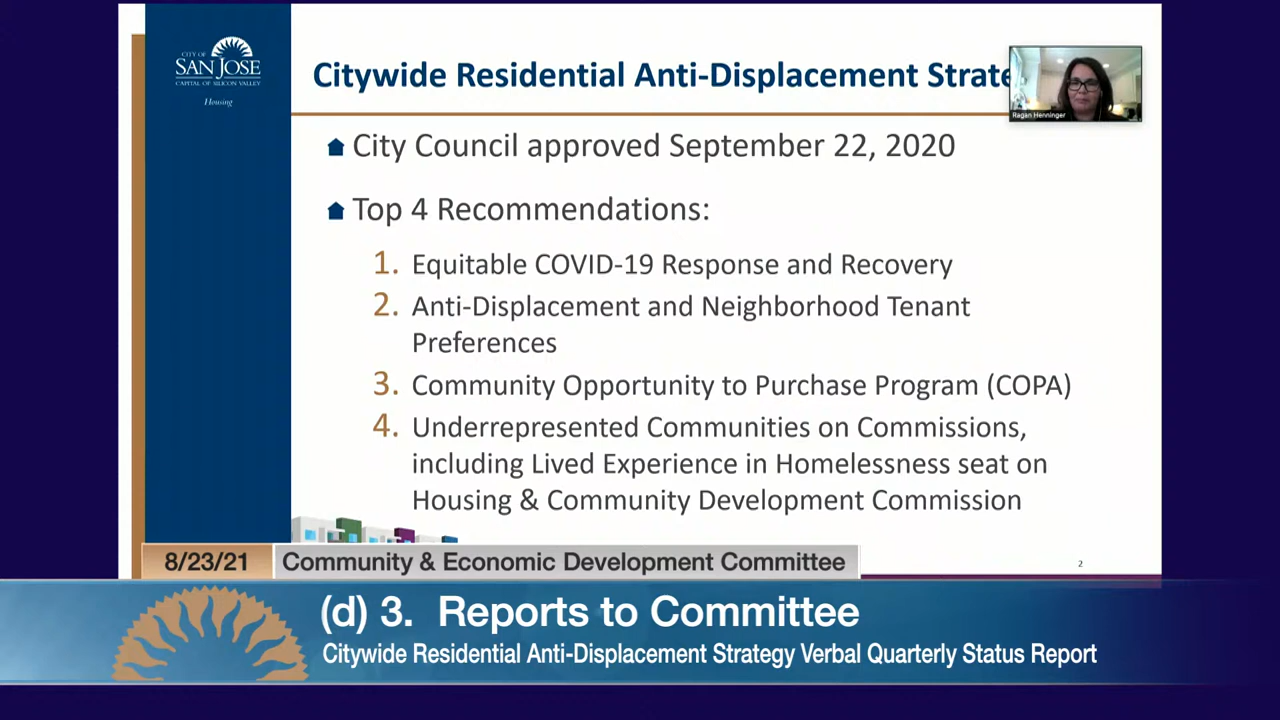 CITY OF
SAN JOSE
CAPITAL OF SILICON VALLEY
Housing
Citywide Residential Anti-Displacement Strate
Ragan Henninger
City Council approved September 22, 2020
Top 4 Recommendations:
1. Equitable COVID-19 Response and Recovery
2. Anti-Displacement and Neighborhood Tenant
Preferences
3. Community Opportunity to Purchase Program (COPA)
4. Underrepresented Communities on Commissions,
including Lived Experience in Homelessness seat on
Housing & Community Development Commission
2
8/23/21 Community & Economic Development Committee
(d) 3. Reports to Committee
Citywide Residential Anti-Displacement Strategy Verbal Quarterly Status Report